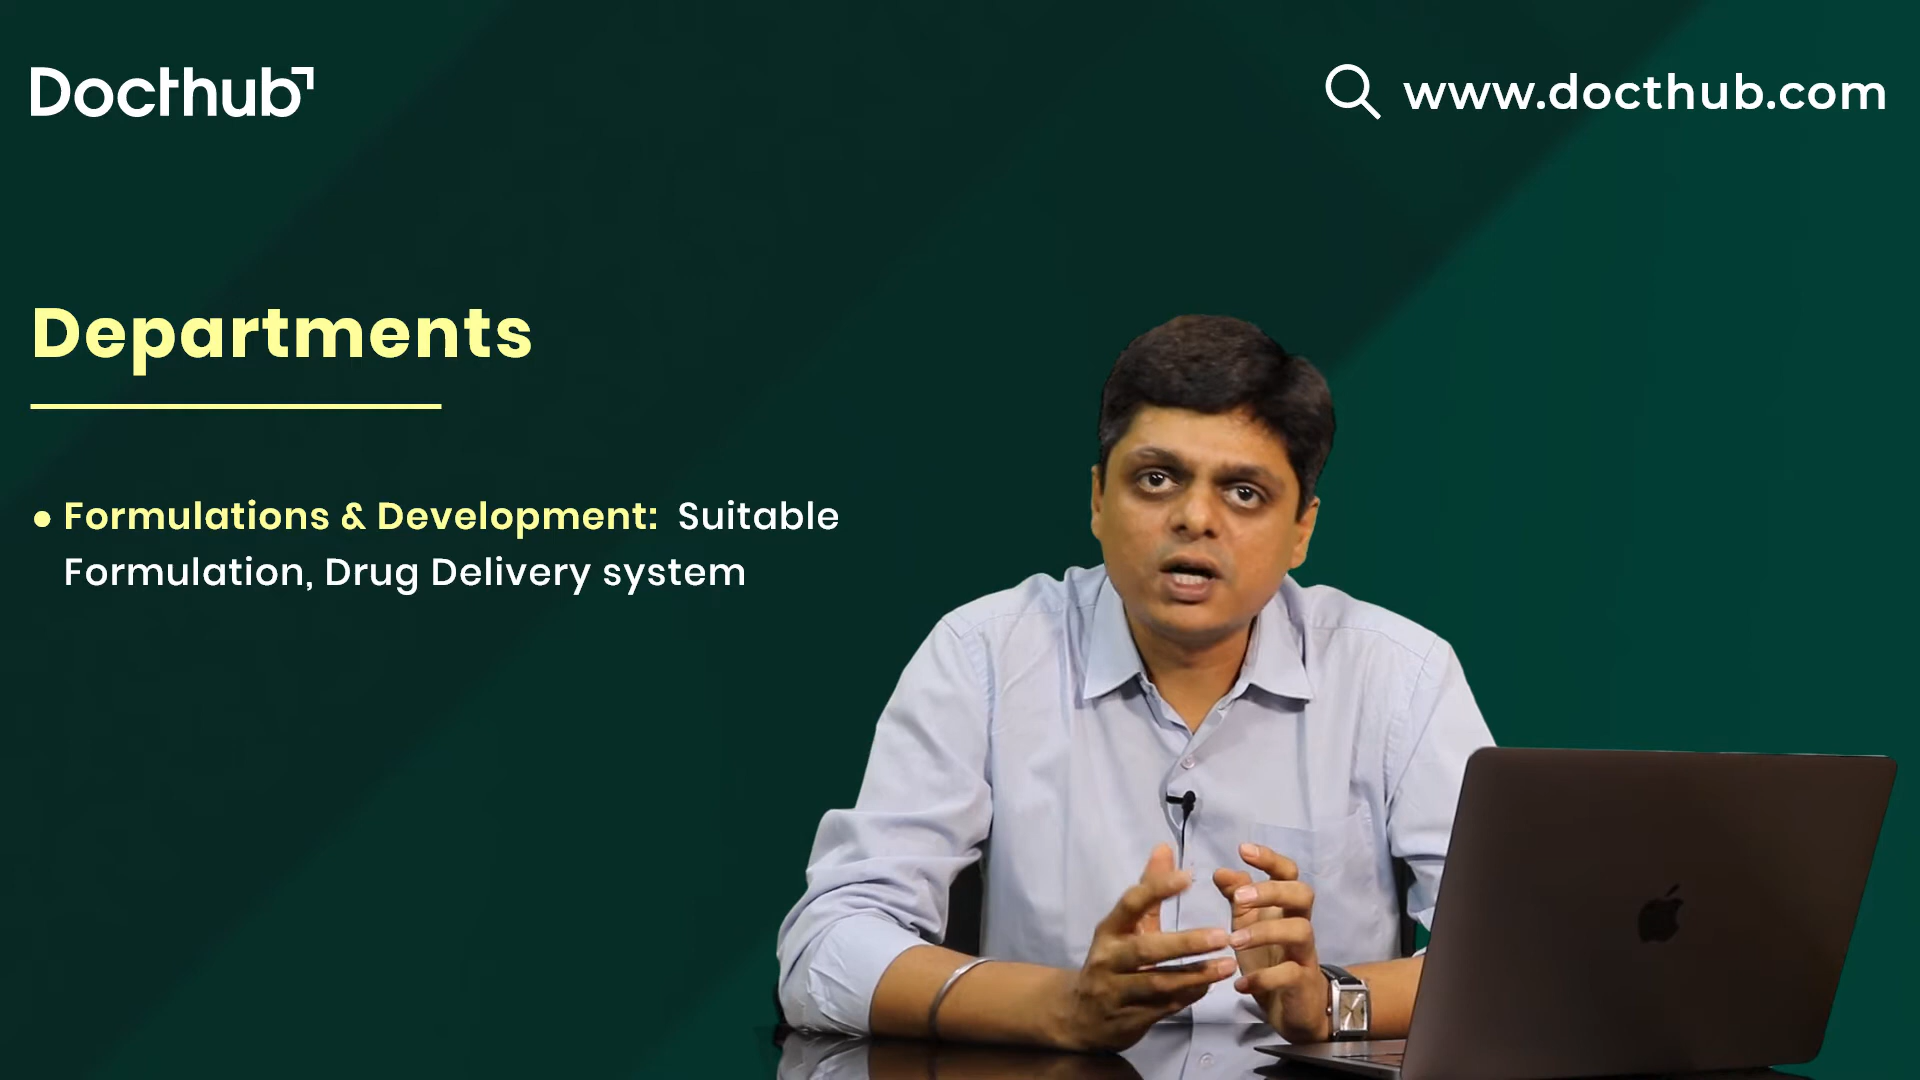 Docthub
www.docthub.com
Departments
• Formulations & Development: Suitable
Formulation, Drug Delivery system